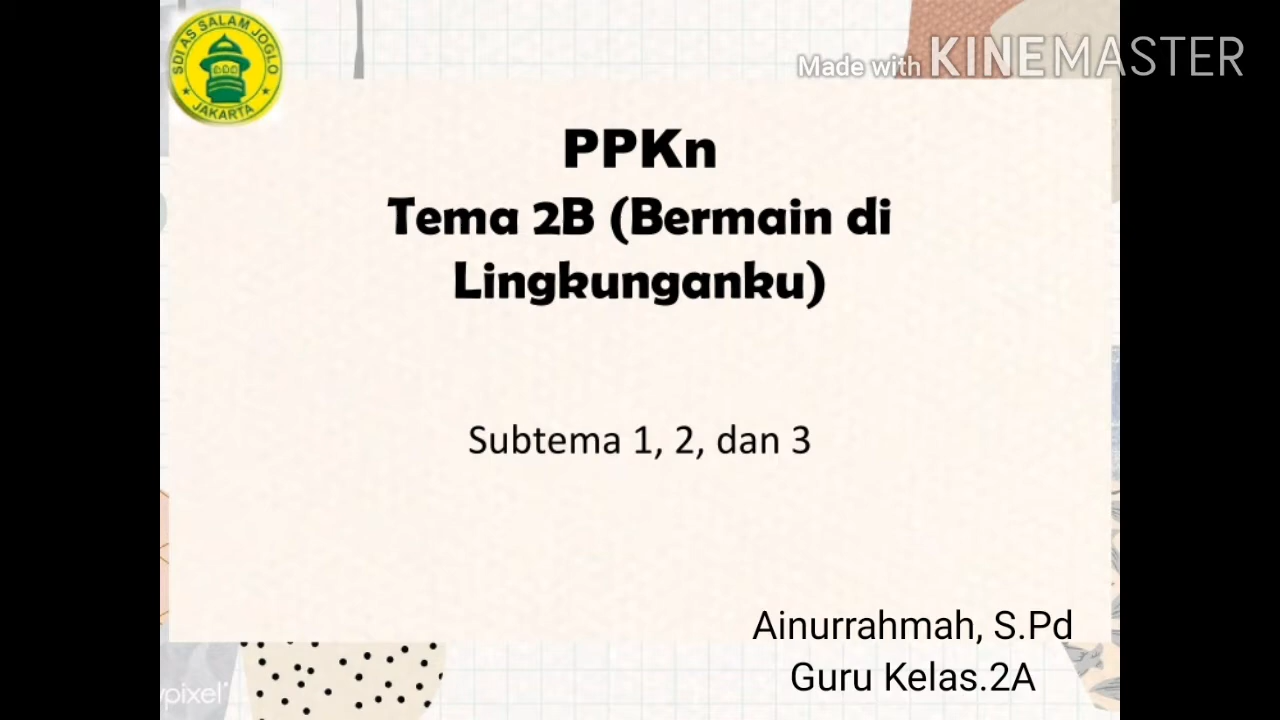 SDI AS SALAM JOGLO
JAKARTA
Made with KINEMASTER
PPKn
Tema 2B (Bermain di
Lingkunganku)
Subtema 1, 2, dan 3
Ainurrahmah, S.Pd
Guru Kelas.2A